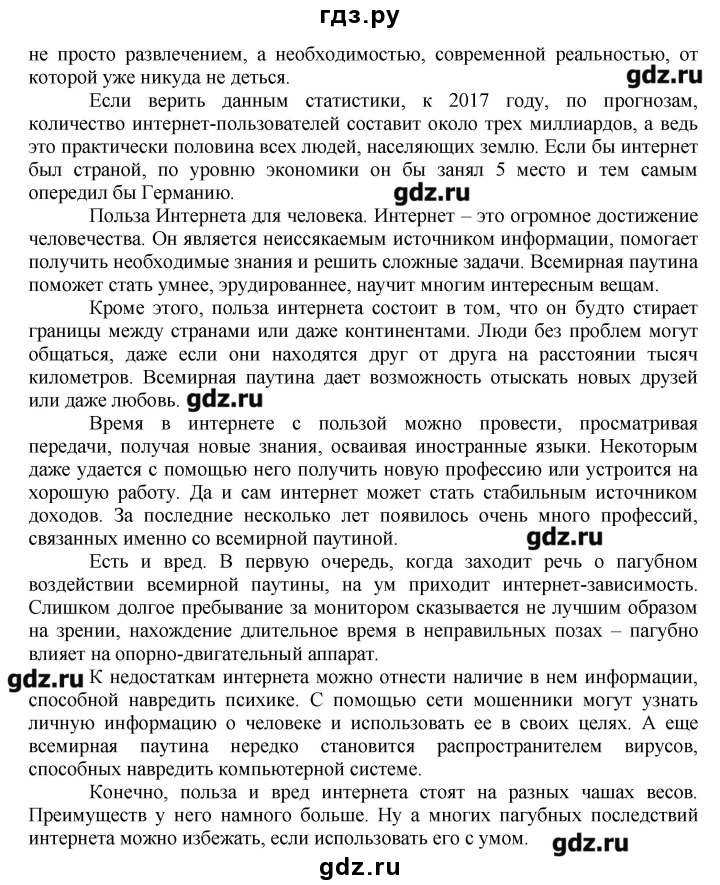 гдз.ру
не просто развлечением, а необходимостью, современной реальностью, от
которой уже никуда не деться.
gdz.ru
Если верить данным статистики, к 2017 году, по прогнозам,
количество интернет-пользователей составит около трех миллиардов, а ведь
это практически половина всех людей, населяющих землю. Если бы интернет
был страной, по уровню экономики он бы занял 5 место и тем самым
опередил бы Германию.
gdz.ru
Польза Интернета для человека. Интернет – это огромное достижение
человечества. Он является неиссякаемым источником информации, помогает
получить необходимые знания и решить сложные задачи. Всемирная паутина
поможет стать умнее, эрудированнее, научит многим интересным вещам.
Кроме этого, польза интернета состоит в том, что он будто стирает
границы между странами или даже континентами. Люди без проблем могут
общаться, даже если они находятся друг от друга на расстоянии тысяч
километров. Всемирная паутина дает возможность отыскать новых друзей
или даже любовь.
gdz.ru
Время в интернете с пользой можно провести, просматривая
передачи, получая новые знания, осваивая иностранные языки. Некоторым
даже удается с помощью него получить новую профессию или устроится на
хорошую работу. Да и сам интернет может стать стабильным источником
доходов. За последние несколько лет появилось очень много профессий,
связанных именно со всемирной паутиной.
gdz.ru
Есть и вред. В первую очередь, когда заходит речь о пагубном
воздействии всемирной паутины, на ум приходит интернет-зависимость.
Слишком долгое пребывание за монитором сказывается не лучшим образом
на зрении, нахождение длительное время в неправильных позах – пагубно
влияет на опорно-двигательный аппарат.
gdz.ru
К недостаткам интернета можно отнести наличие в нем информации,
способной навредить психике. С помощью сети мошенники могут узнать
личную информацию о человеке и использовать ее в своих целях. А еще
всемирная паутина нередко становится распространителем вирусов,
способных навредить компьютерной системе.
Конечно, польза и вред интернета стоят на разных чашах весов.
Преимуществ у него намного больше. Ну а многих пагубных последствий
интернета можно избежать, если использовать его с умом.
gdz.ru
gdz.ru